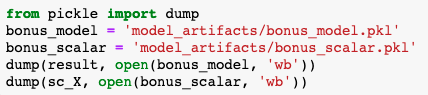 from pickle import dump
bonus_model = 'model_artifacts/bonus_model.pkl'
bonus_scalar = 'model_artifacts/bonus_scalar.pkl'
dump(result, open(bonus_model, 'wb'))
dump(sc_X, open(bonus_scalar, 'wb'))